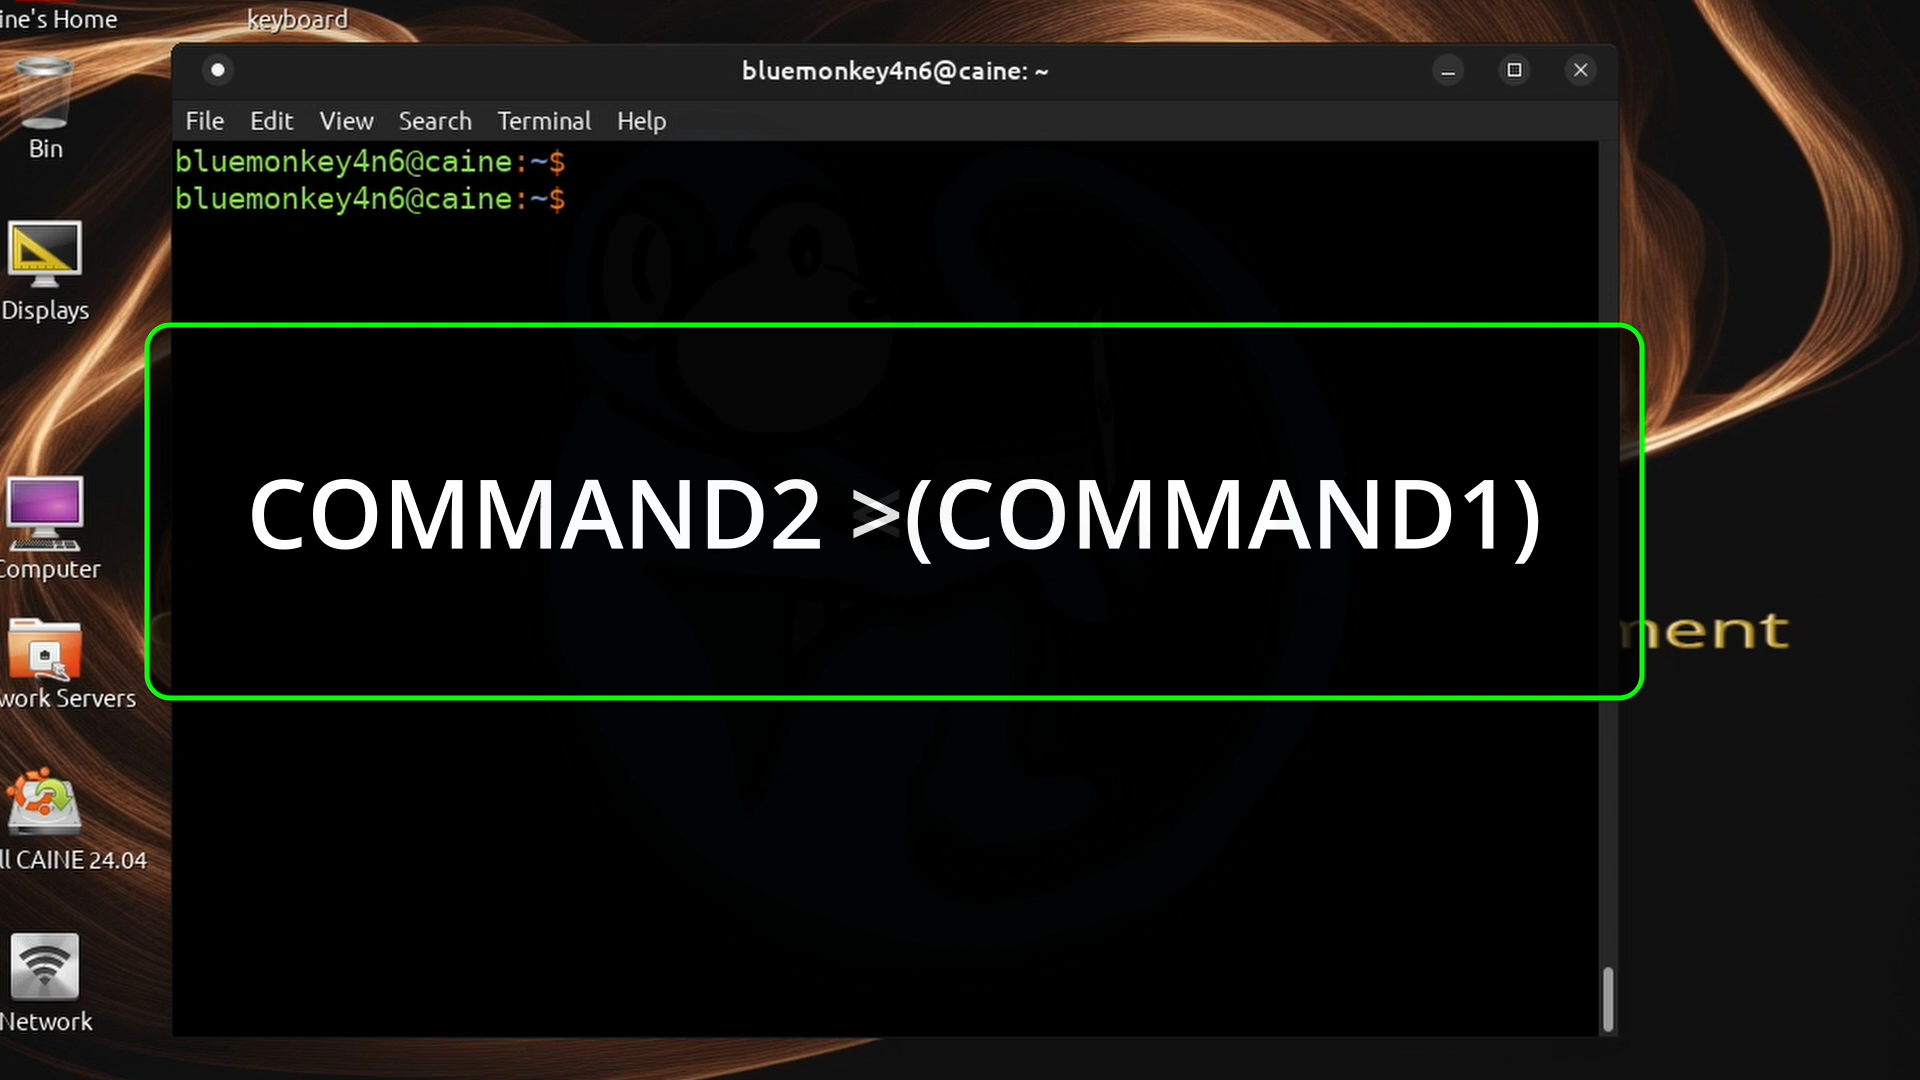 ine's Home
keyboard
bluemonkey4n6@caine: ~
File Edit View Search Terminal Help
bluemonkey4n6@caine:~$
bluemonkey4n6@caine:~$
Bin
Displays
COMMAND2 >(COMMAND1)
Computer
ment
work Servers
ll CAINE 24.04
Network